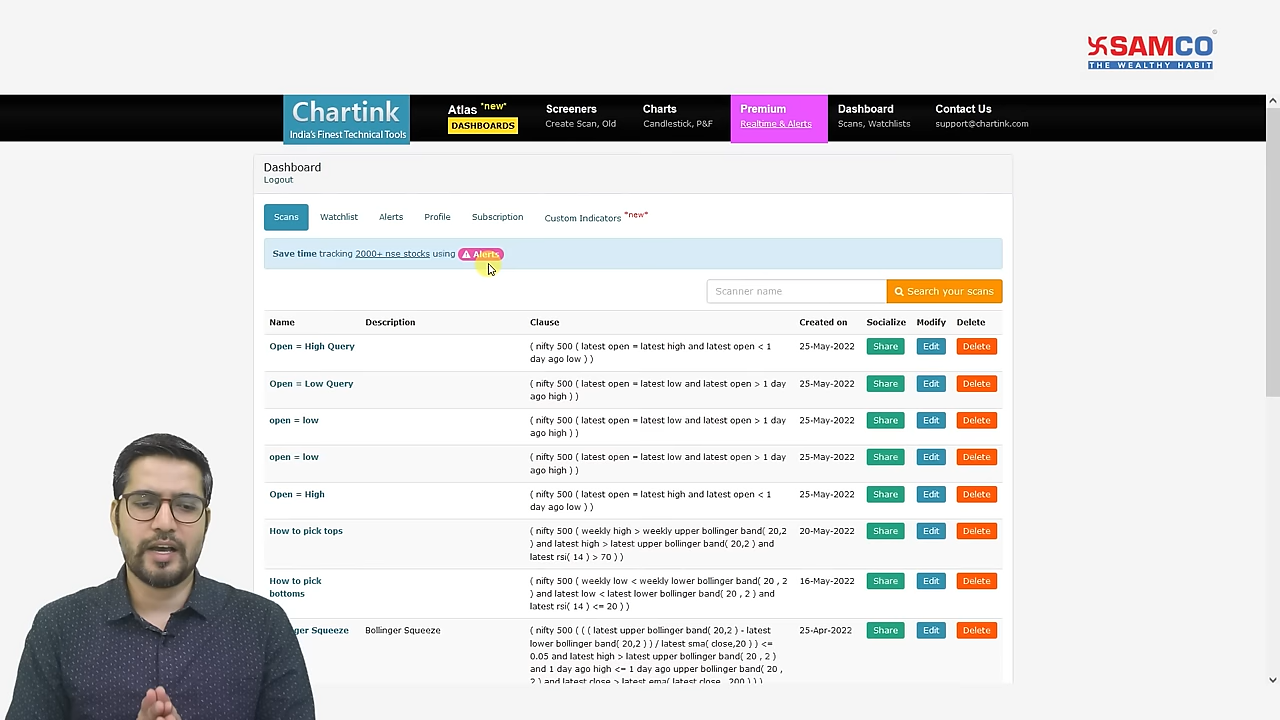 SAMCO
THE WEALTHY HABIT
Chartink
India's Finest Technical Tools
Atlas *new*
DASHBOARDS
Screeners
Create Scan, Old
Charts
Candlestick, P&F
Premium
Realtime & Alerts
Dashboard
Scans, Watchlists
Contact Us
support@chartink.com
Dashboard
Logout
Scans Watchlist Alerts Profile Subscription Custom Indicators *new*
Save time tracking 2000+ nse stocks using Alerts
Scanner name Search your scans
Name Description Clause Created on Socialize Modify Delete
Open = High Query ( nifty 500 ( latest open = latest high and latest open < 1 25-May-2022 Share Edit Delete
day ago low ) )
Open = Low Query ( nifty 500 ( latest open = latest low and latest open > 1 day 25-May-2022 Share Edit Delete
ago high ) )
open = low ( nifty 500 ( latest open = latest low and latest open > 1 day 25-May-2022 Share Edit Delete
ago high ) )
open = low ( nifty 500 ( latest open = latest low and latest open > 1 day 25-May-2022 Share Edit Delete
ago high ) )
Open = High ( nifty 500 ( latest open = latest high and latest open < 1 25-May-2022 Share Edit Delete
day ago low ) )
How to pick tops ( nifty 500 ( weekly high > weekly upper bollinger band( 20,2 20-May-2022 Share Edit Delete
) and latest high > latest upper bollinger band( 20,2 ) and
latest rsi( 14 ) > 70 ) )
How to pick ( nifty 500 ( weekly low < weekly lower bollinger band( 20 , 2 16-May-2022 Share Edit Delete
bottoms ) and latest low < latest lower bollinger band( 20 , 2 ) and
latest rsi( 14 ) <= 20 ) )
nger Squeeze Bollinger Squeeze ( nifty 500 ( ( ( latest upper bollinger band( 20,2 ) - latest 25-Apr-2022 Share Edit Delete
lower bollinger band( 20,2 ) ) / latest sma( close,20 ) ) <=
0.05 and latest high > latest upper bollinger band( 20 , 2 )
and 1 day ago high <= 1 day ago upper bollinger band( 20 ,
2 ) and latest close > latest ema( latest close , 200 ) ) )